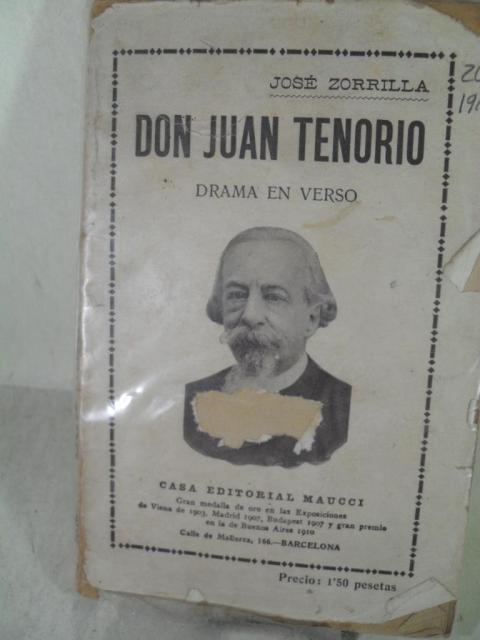 JOSÉ ZORRILLA
DON JUAN TENORIO
DRAMA EN VERSO
CASA EDITORIAL MAUCCI
Gran medalla de oro en las Exposiciones
de Viena de 1903, Madrid 1907, Budapest 1907 y gran premio
en la de Buenos Aires 1910
Calle de Mallorca, 166.—BARCELONA
Precio: 1'50 pesetas